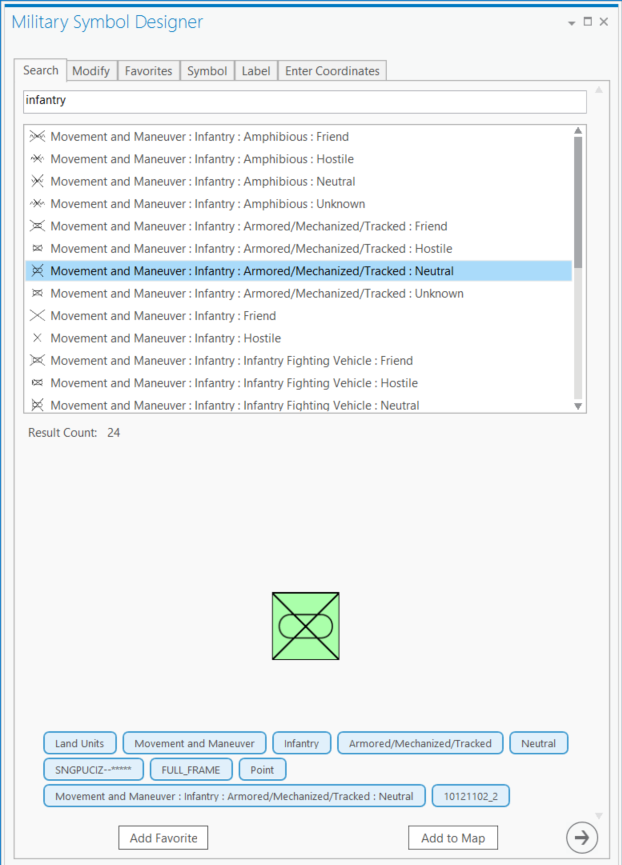 Military Symbol Designer
Search Modify Favorites Symbol Label Enter Coordinates
infantry
Movement and Maneuver : Infantry : Amphibious : Friend
Movement and Maneuver : Infantry : Amphibious : Hostile
Movement and Maneuver : Infantry : Amphibious : Neutral
Movement and Maneuver : Infantry : Amphibious : Unknown
Movement and Maneuver : Infantry : Armored/Mechanized/Tracked : Friend
Movement and Maneuver : Infantry : Armored/Mechanized/Tracked : Hostile
Movement and Maneuver : Infantry : Armored/Mechanized/Tracked : Neutral
Movement and Maneuver : Infantry : Armored/Mechanized/Tracked : Unknown
Movement and Maneuver : Infantry : Friend
Movement and Maneuver : Infantry : Hostile
Movement and Maneuver : Infantry : Infantry Fighting Vehicle : Friend
Movement and Maneuver : Infantry : Infantry Fighting Vehicle : Hostile
Movement and Maneuver : Infantry : Infantry Fighting Vehicle : Neutral
Result Count: 24
Land Units Movement and Maneuver Infantry Armored/Mechanized/Tracked Neutral
SNGPUCIZ--***** FULL_FRAME Point
Movement and Maneuver : Infantry : Armored/Mechanized/Tracked : Neutral 10121102_2
Add Favorite Add to Map